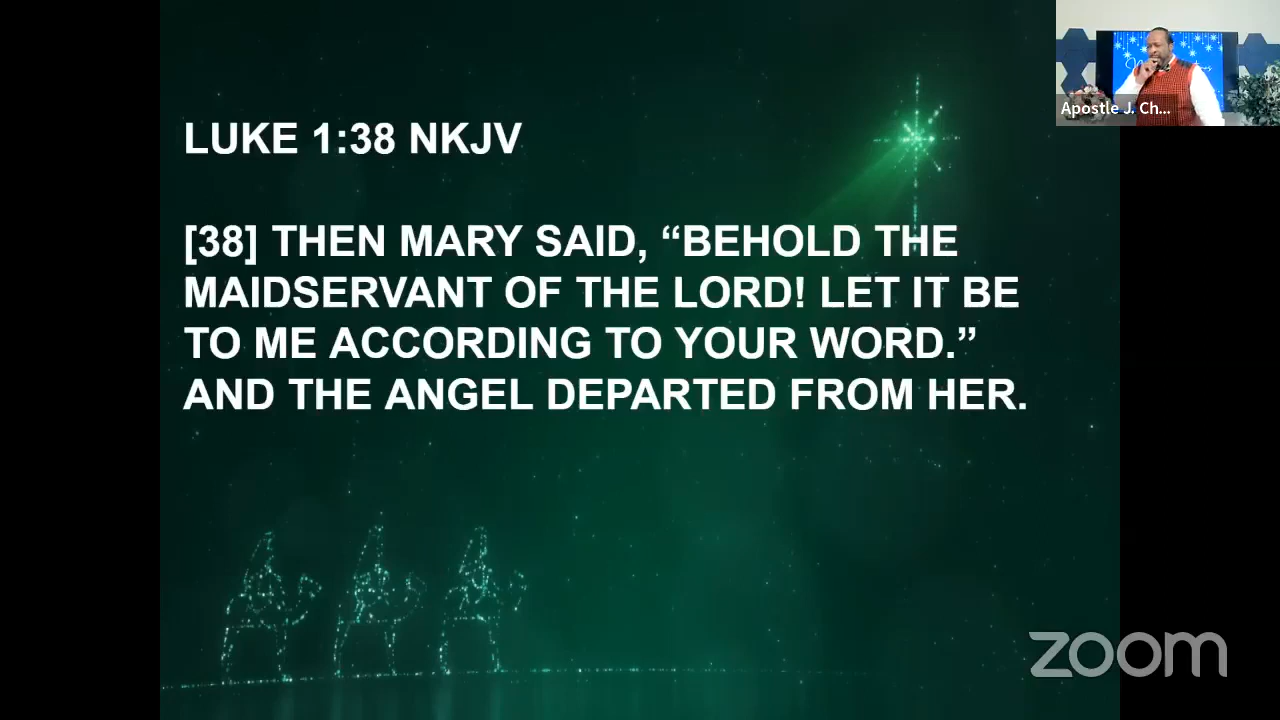 LUKE 1:38 NKJV
[38] THEN MARY SAID, “BEHOLD THE
MAIDSERVANT OF THE LORD! LET IT BE
TO ME ACCORDING TO YOUR WORD.”
AND THE ANGEL DEPARTED FROM HER.
Apostle J. Ch...
zoom